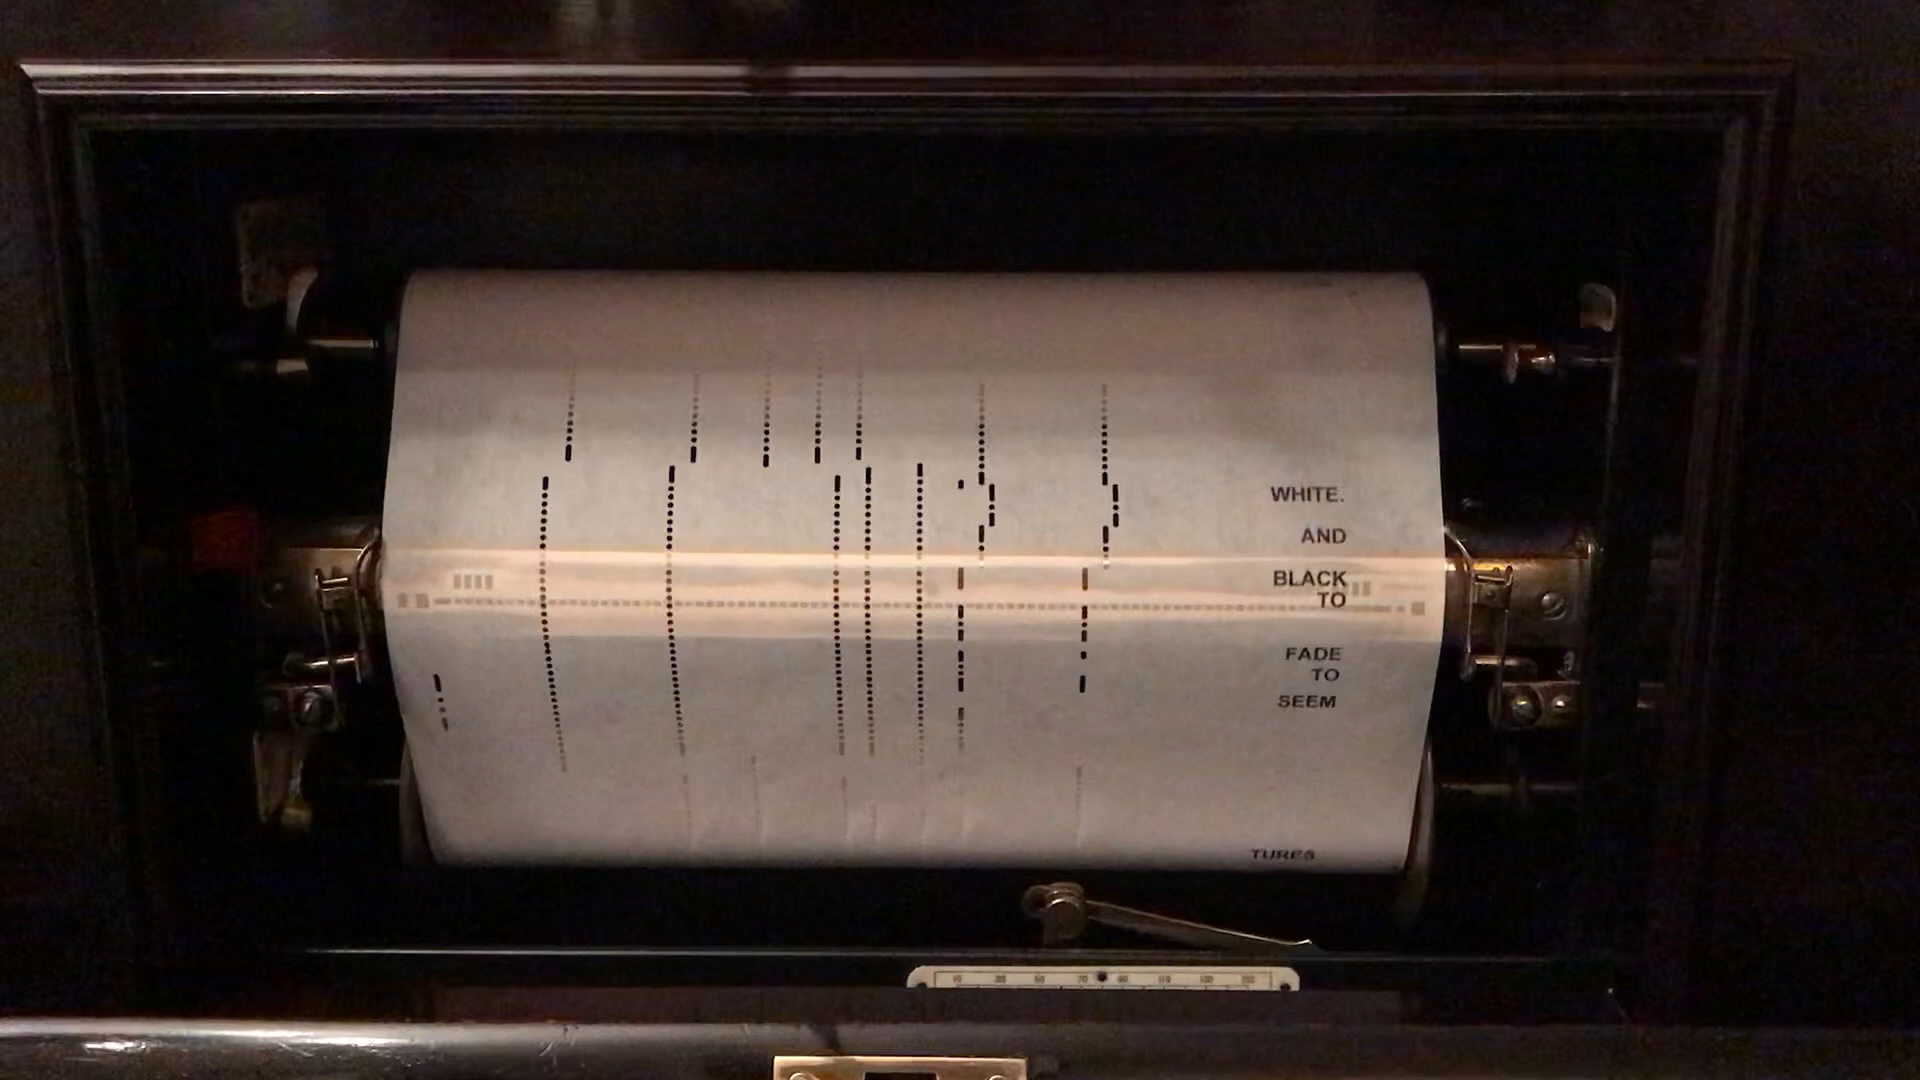 WHITE.
AND
BLACK
TO
FADE
TO
SEEM
TURES